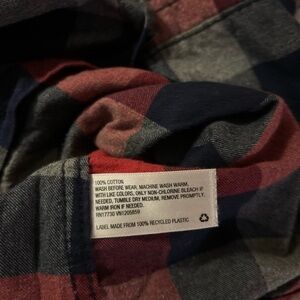 100% COTTON
WASH BEFORE WEAR, MACHINE WASH WARM,
WITH LIKE COLORS, ONLY NON-CHLORINE BLEACH IF
NEEDED, TUMBLE DRY MEDIUM, REMOVE PROMPTLY,
WARM IRON IF NEEDED.
RN17730 VN1205859
LABEL MADE FROM 100% RECYCLED PLASTIC